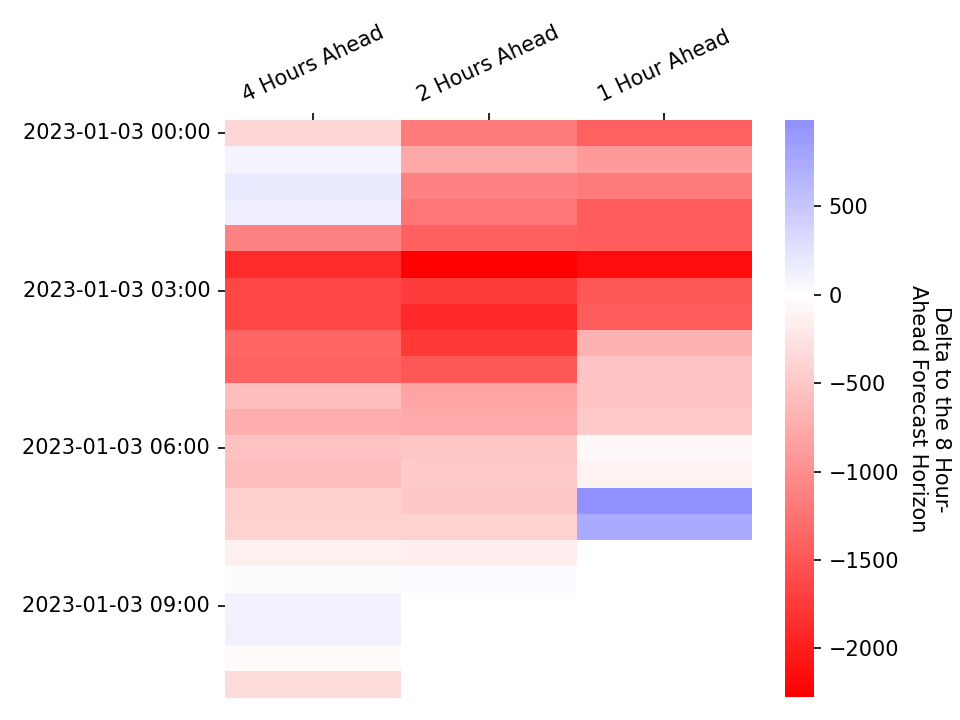 4 Hours Ahead
2 Hours Ahead
1 Hour Ahead
2023-01-03 00:00
2023-01-03 03:00
2023-01-03 06:00
2023-01-03 09:00
500
0
−500
−1000
−1500
−2000
Delta to the 8 Hour-
Ahead Forecast Horizon